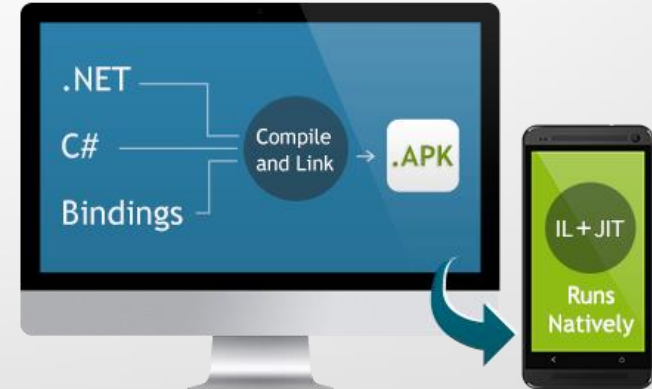 .NET
C#
Bindings
Compile
and Link
.APK
IL+JIT
Runs
Natively